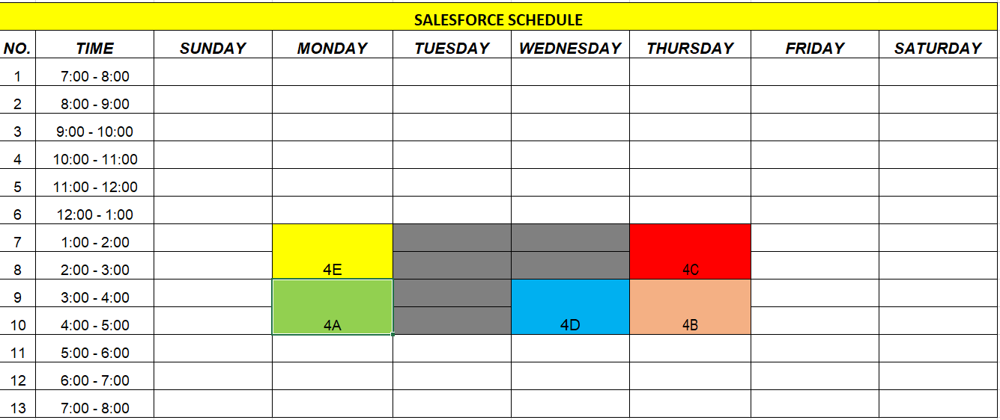 SALESFORCE SCHEDULE
NO. TIME SUNDAY MONDAY TUESDAY WEDNESDAY THURSDAY FRIDAY SATURDAY
1 7:00 - 8:00
2 8:00 - 9:00
3 9:00 - 10:00
4 10:00 - 11:00
5 11:00 - 12:00
6 12:00 - 1:00
7 1:00 - 2:00
8 2:00 - 3:00 4E 4C
9 3:00 - 4:00
10 4:00 - 5:00 4A 4D 4B
11 5:00 - 6:00
12 6:00 - 7:00
13 7:00 - 8:00